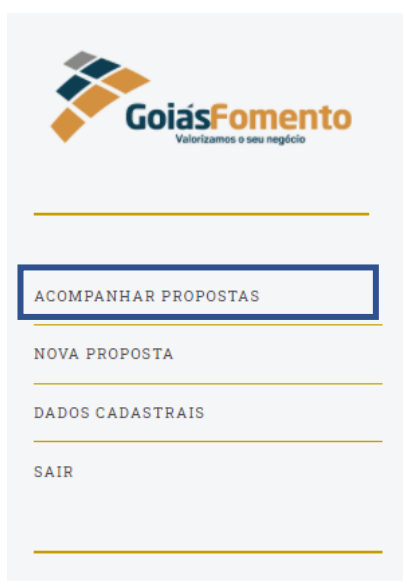 GoiásFomento
Valorizamos o seu negócio
ACOMPANHAR PROPOSTAS
NOVA PROPOSTA
DADOS CADASTRAIS
SAIR